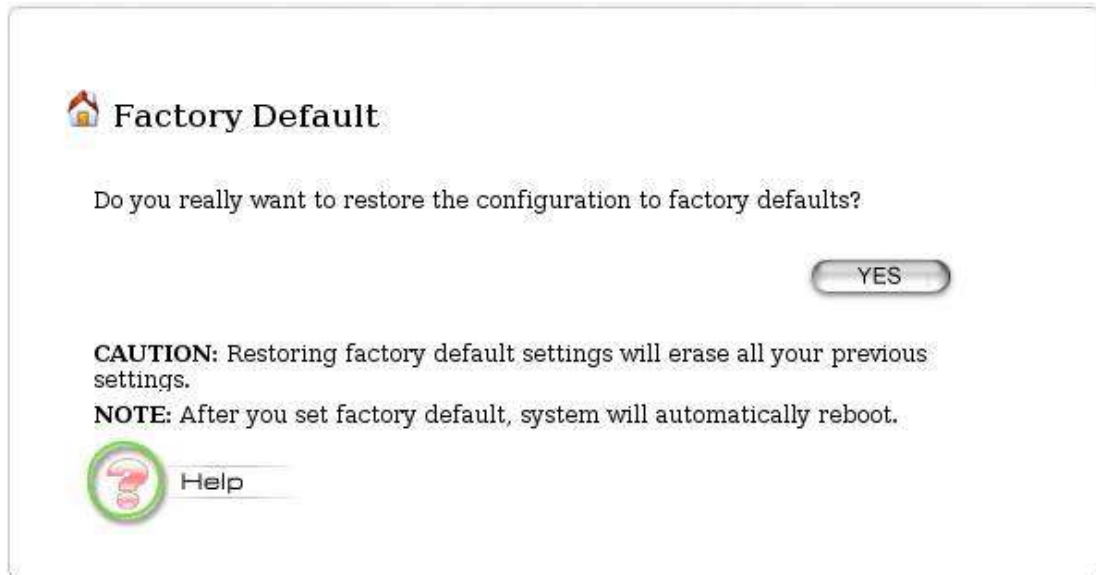 Factory Default
Do you really want to restore the configuration to factory defaults?
YES
CAUTION: Restoring factory default settings will erase all your previous
settings.
NOTE: After you set factory default, system will automatically reboot.
Help